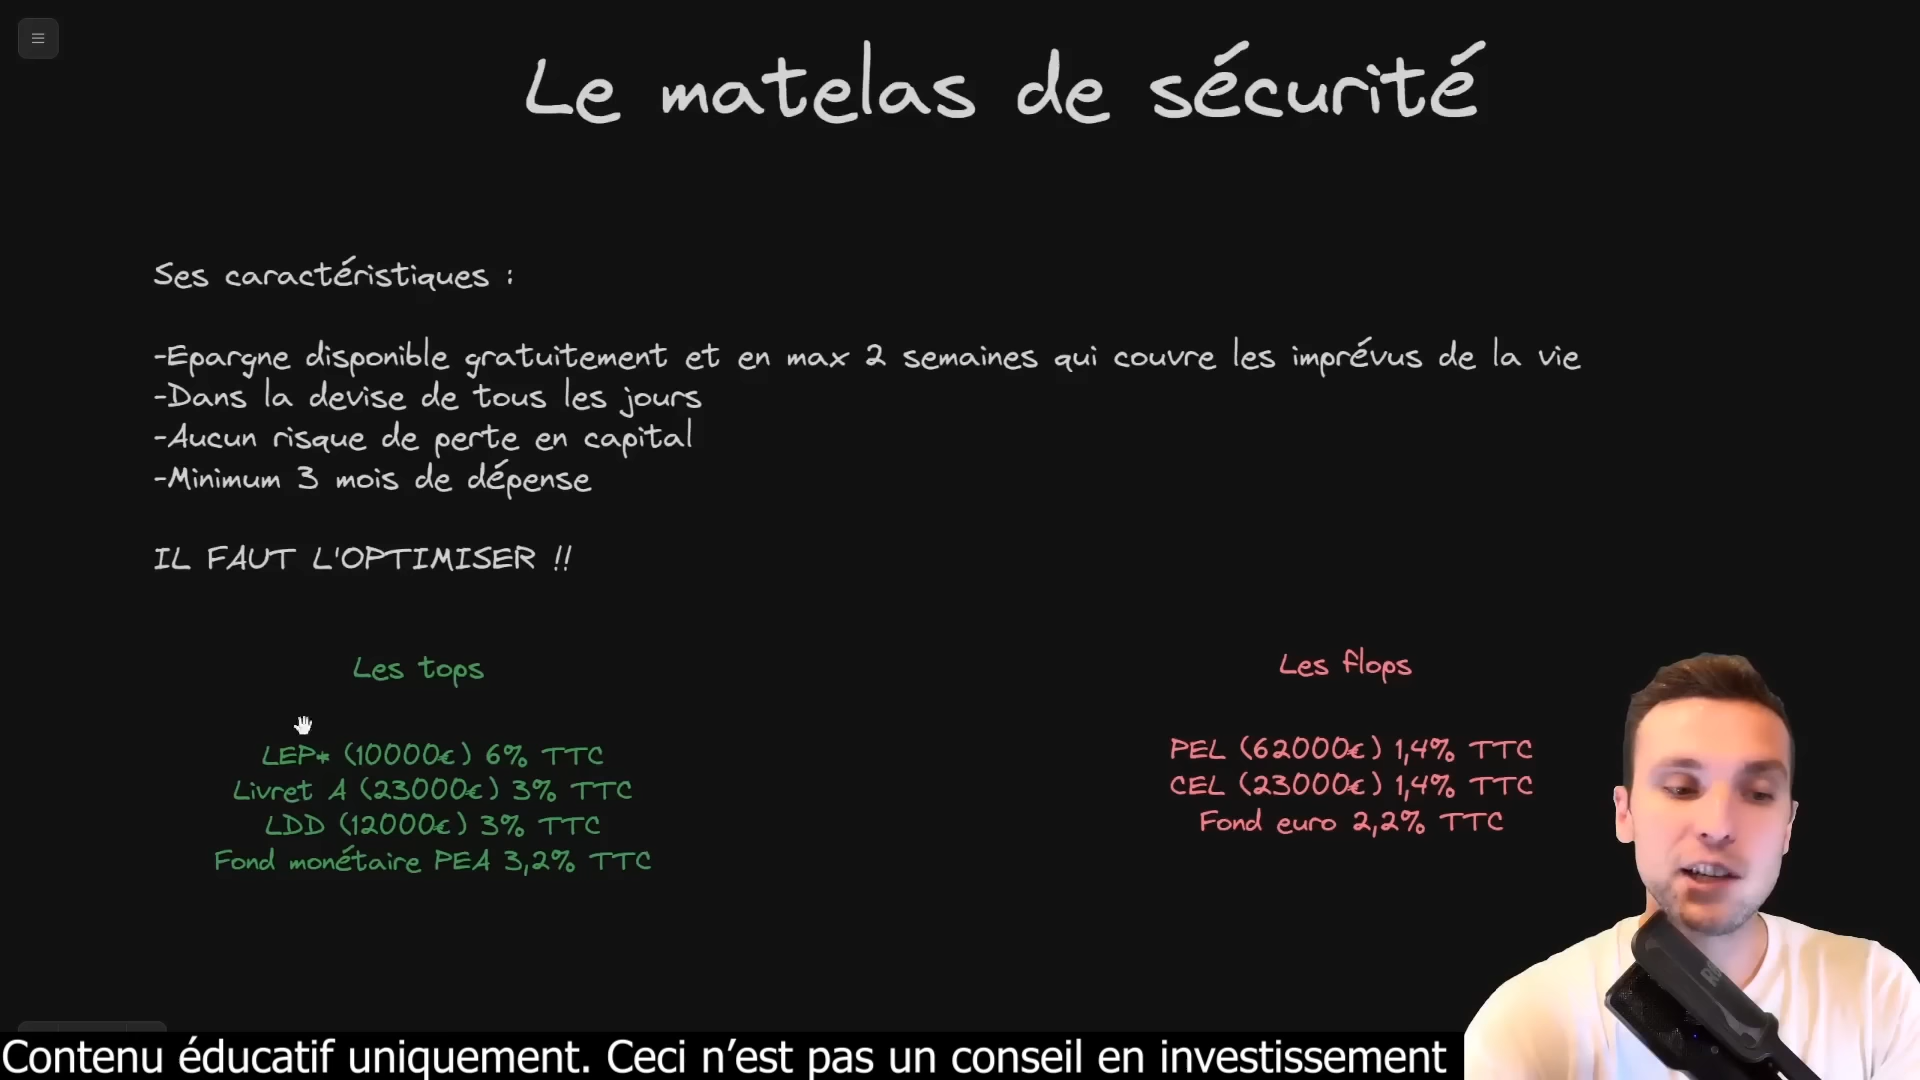 Le matelas de sécurité
Ses caractéristiques :
-Epargne disponible gratuitement et en max 2 semaines qui couvre les imprévus de la vie
-Dans la devise de tous les jours
-Aucun risque de perte en capital
-Minimum 3 mois de dépense
IL FAUT L'OPTIMISER !!
Les tops
LEP* (10000€) 6% TTC
Livret A (23000€) 3% TTC
LDD (12000€) 3% TTC
Fond monétaire PEA 3,2% TTC
Les flops
PEL (62000€) 1,4% TTC
CEL (23000€) 1,4% TTC
Fond euro 2,2% TTC
Contenu éducatif uniquement. Ceci n’est pas un conseil en investissement